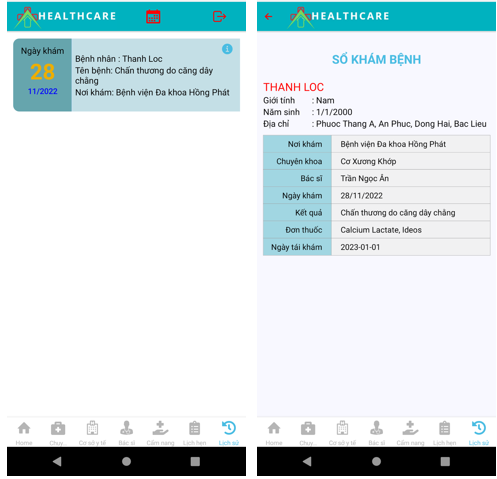 HEALTHCARE
Ngày khám
28
11/2022
Bệnh nhân : Thanh Loc
Tên bệnh: Chấn thương do căng dây
chằng
Nơi khám: Bệnh viện Đa khoa Hồng Phát
Home Chuy.. Cơ sở y tế Bác sĩ Cẩm nang Lịch hẹn Lịch sử
HEALTHCARE
SỔ KHÁM BỆNH
THANH LOC
Giới tính : Nam
Năm sinh : 1/1/2000
Địa chỉ : Phuoc Thang A, An Phuc, Dong Hai, Bac Lieu
Nơi khám Bệnh viện Đa khoa Hồng Phát
Chuyên khoa Cơ Xương Khớp
Bác sĩ Trần Ngọc Ân
Ngày khám 28/11/2022
Kết quả Chấn thương do căng dây chằng
Đơn thuốc Calcium Lactate, Ideos
Ngày tái khám 2023-01-01
Home Chuy.. Cơ sở y tế Bác sĩ Cẩm nang Lịch hẹn Lịch sử